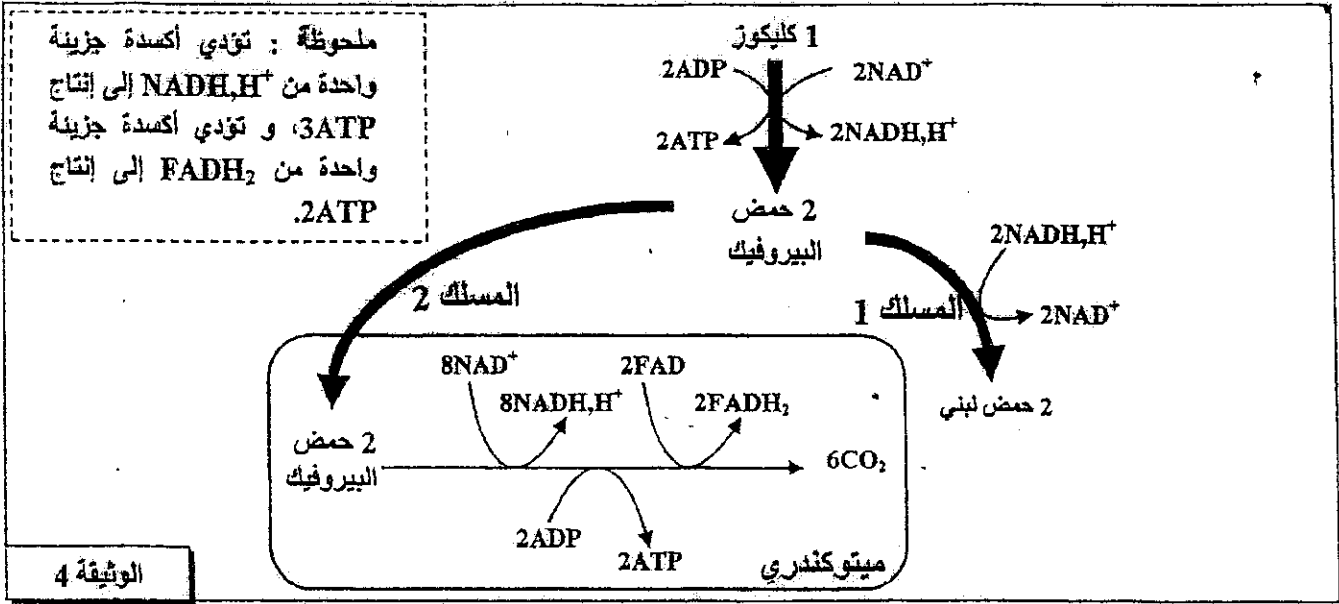 ملحوظة : تؤدي أكسدة جزيئة
واحدة من NADH,H⁺ إلى إنتاج
3ATP، و تؤدي أكسدة جزيئة
واحدة من FADH₂ إلى إنتاج
2ATP.
1 كليكوز
2ADP
2NAD⁺
2ATP
2NADH,H⁺
2 حمض
البيروفيك
2NADH,H⁺
المسلك 1
2NAD⁺
2 حمض لبني
المسلك 2
8NAD⁺
2FAD
8NADH,H⁺
2FADH₂
2 حمض
البيروفيك
6CO₂
2ADP
2ATP
ميتوكندري
الوثيقة 4